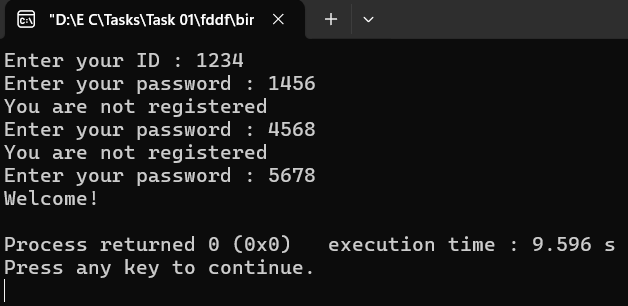 "D:\E C\Tasks\Task 01\fddf\bin
Enter your ID : 1234
Enter your password : 1456
You are not registered
Enter your password : 4568
You are not registered
Enter your password : 5678
Welcome!
Process returned 0 (0x0)   execution time : 9.596 s
Press any key to continue.